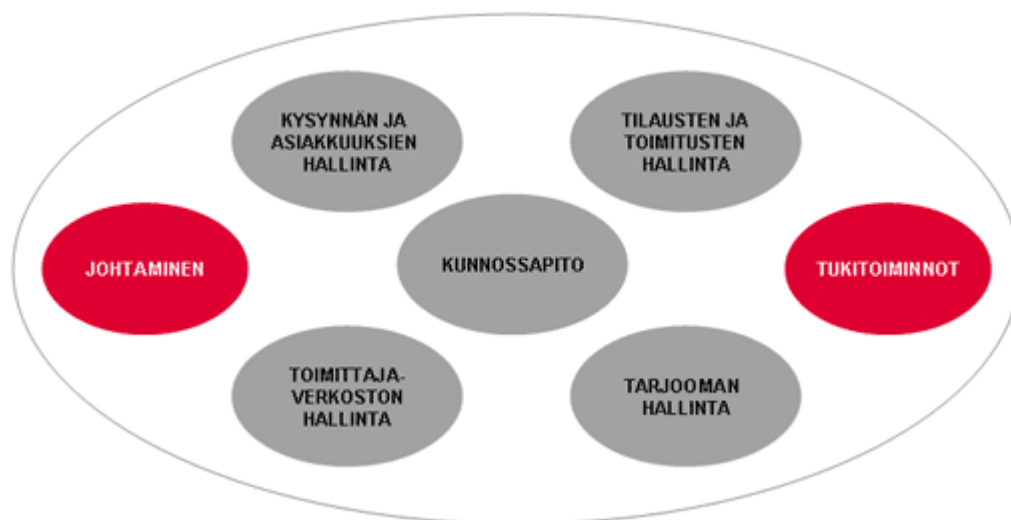 KYSYNNÄN JA
ASIAKKUUKSIEN
HALLINTA
TILAUSTEN JA
TOIMITUSTEN
HALLINTA
JOHTAMINEN
KUNNOSSAPITO
TUKITOIMINNOT
TOIMITTAJA-
VERKOSTON
HALLINTA
TARJOOMAN
HALLINTA